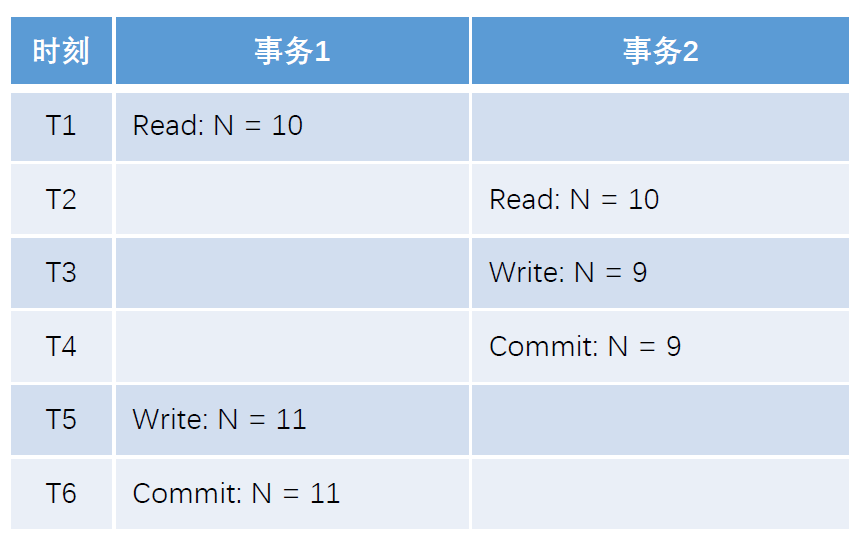 时刻 事务1 事务2
T1 Read: N = 10
T2 Read: N = 10
T3 Write: N = 9
T4 Commit: N = 9
T5 Write: N = 11
T6 Commit: N = 11